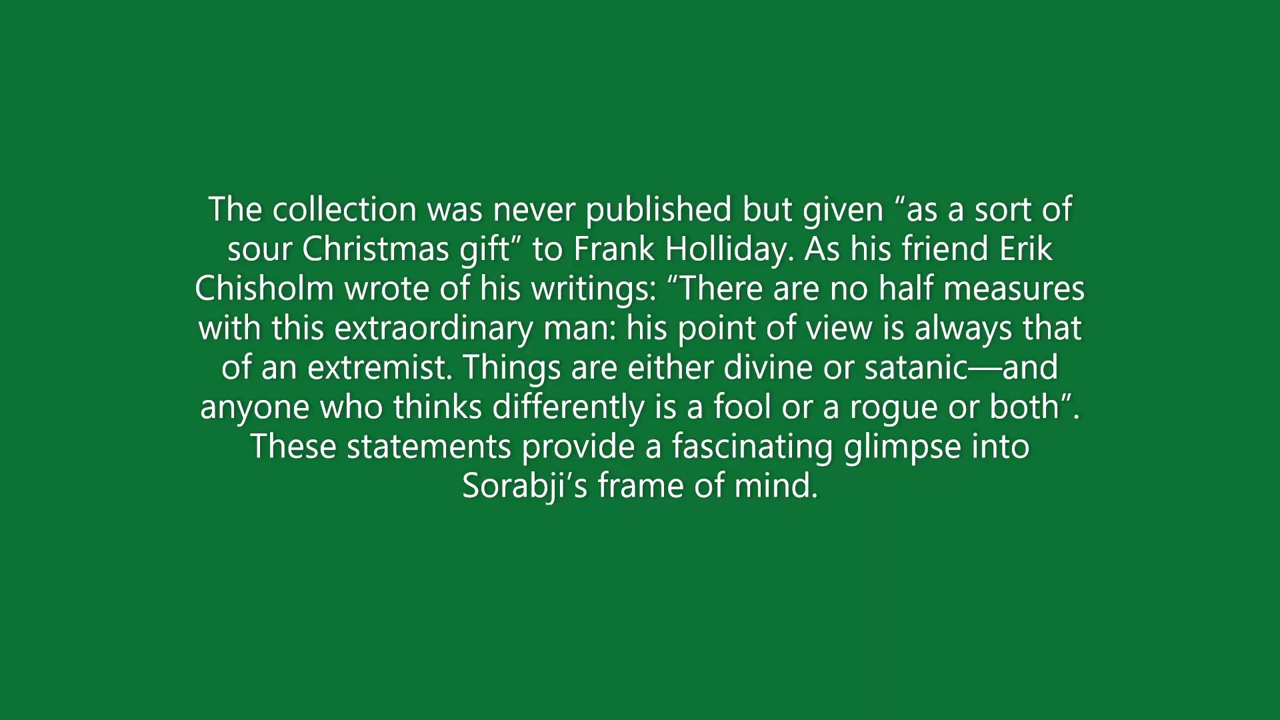 The collection was never published but given “as a sort of
sour Christmas gift” to Frank Holliday. As his friend Erik
Chisholm wrote of his writings: “There are no half measures
with this extraordinary man: his point of view is always that
of an extremist. Things are either divine or satanic—and
anyone who thinks differently is a fool or a rogue or both”.
These statements provide a fascinating glimpse into
Sorabji’s frame of mind.